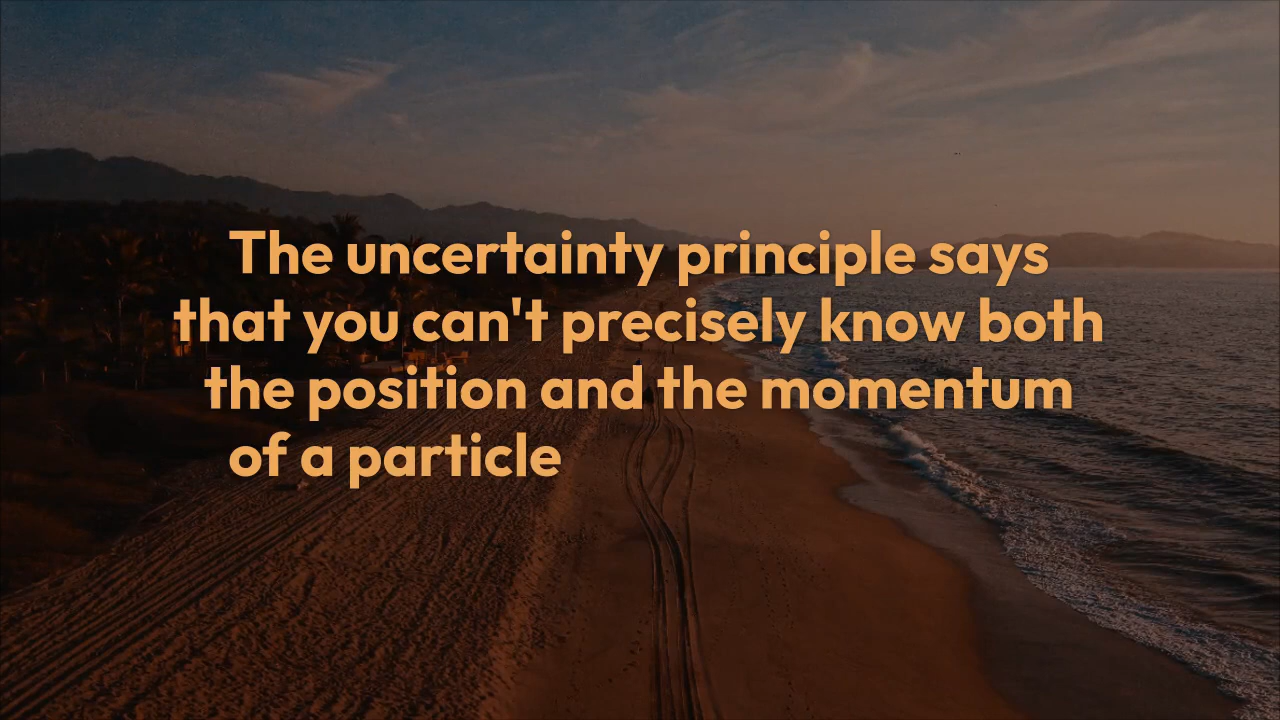 The uncertainty principle says
that you can't precisely know both
the position and the momentum
of a particle